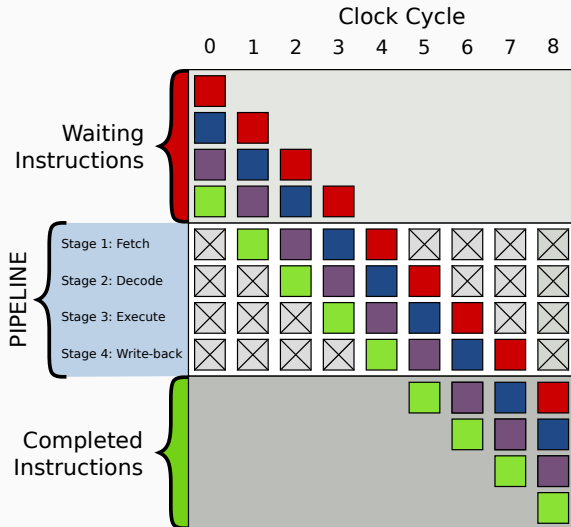 Clock Cycle
0 1 2 3 4 5 6 7 8
Waiting
Instructions
PIPELINE
Stage 1: Fetch
Stage 2: Decode
Stage 3: Execute
Stage 4: Write-back
Completed
Instructions